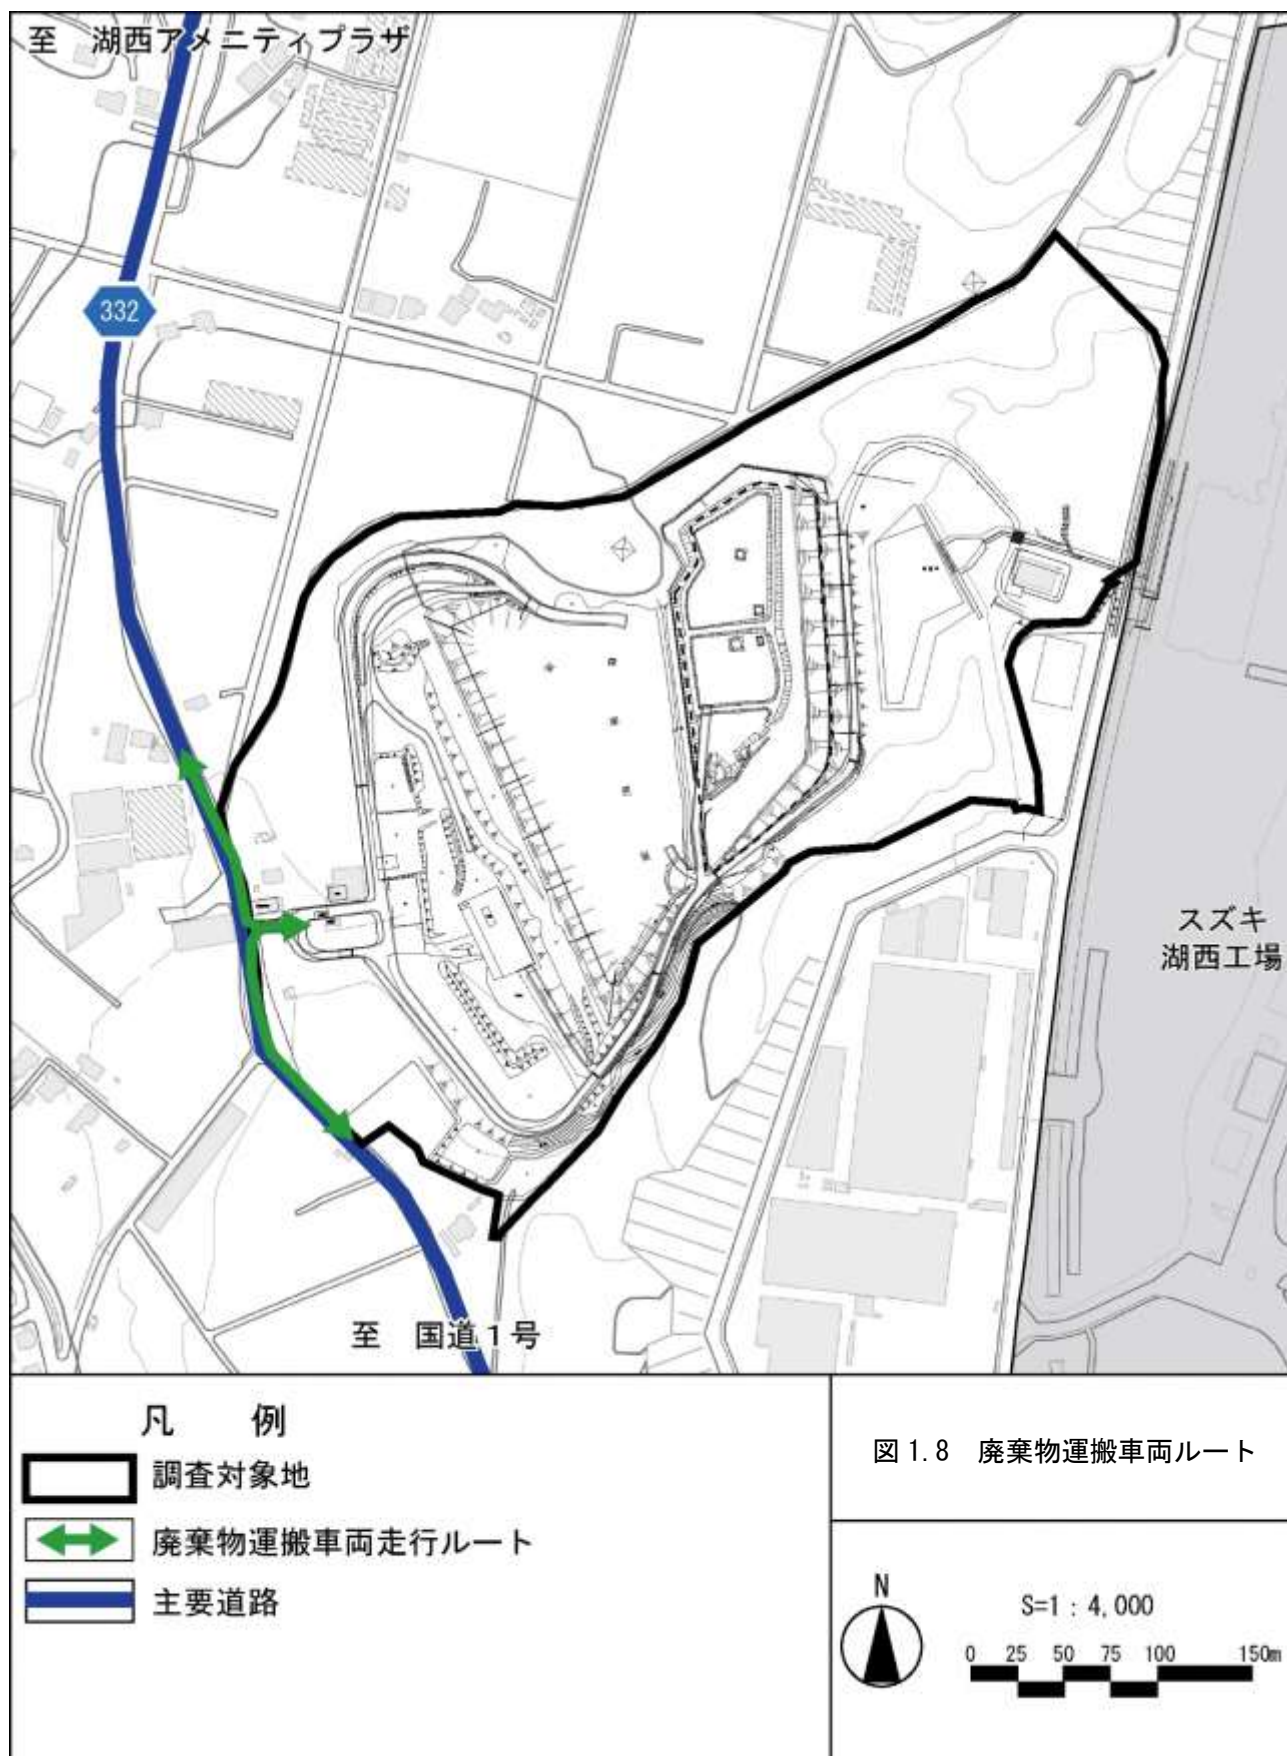 至　湖西アメニティプラザ
332
スズキ
湖西工場
至　国道１号
凡　　例
調査対象地
廃棄物運搬車両走行ルート
主要道路
図 1.8　廃棄物運搬車両ルート
N
S=1 : 4,000
0 25 50 75 100 150m